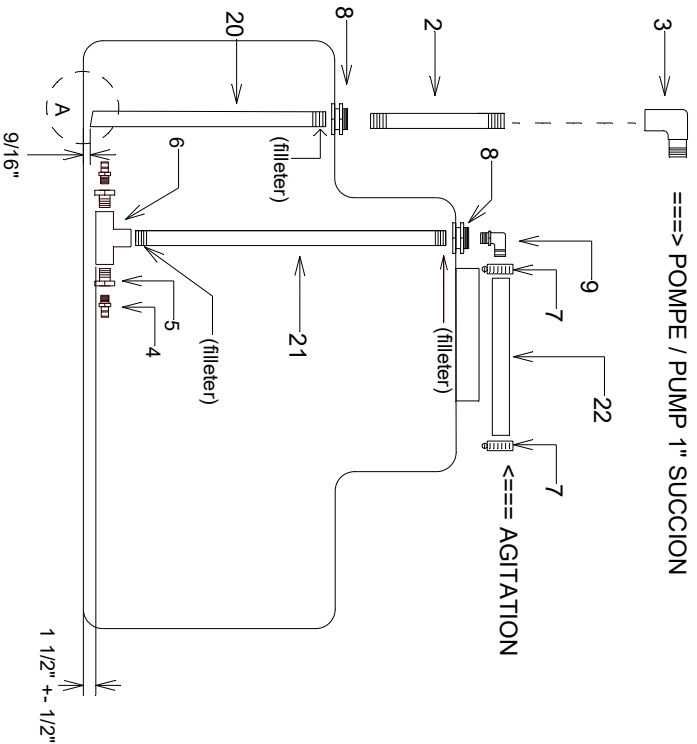 3
2
8
20
===> POMPE / PUMP 1" SUCCION
(filleter)
8
9
7
22
7
<=== AGITATION
A
6
21
(filleter)
(filleter)
5
4
9/16"
1 1/2" +- 1/2"